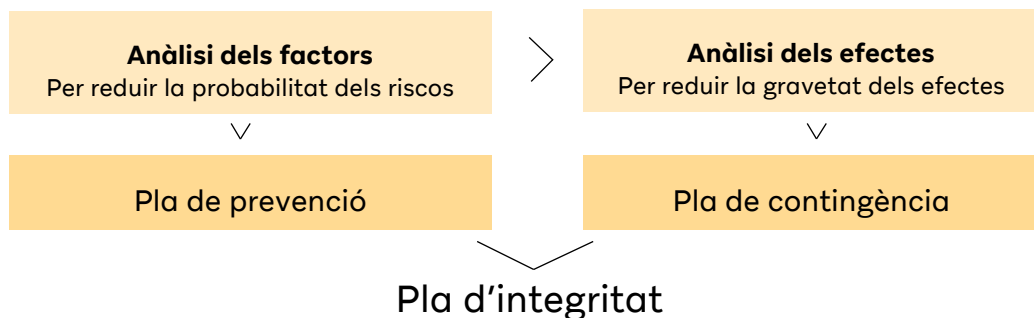 Anàlisi dels factors
Per reduir la probabilitat dels riscos
Anàlisi dels efectes
Per reduir la gravetat dels efectes
Pla de prevenció
Pla de contingència
Pla d’integritat